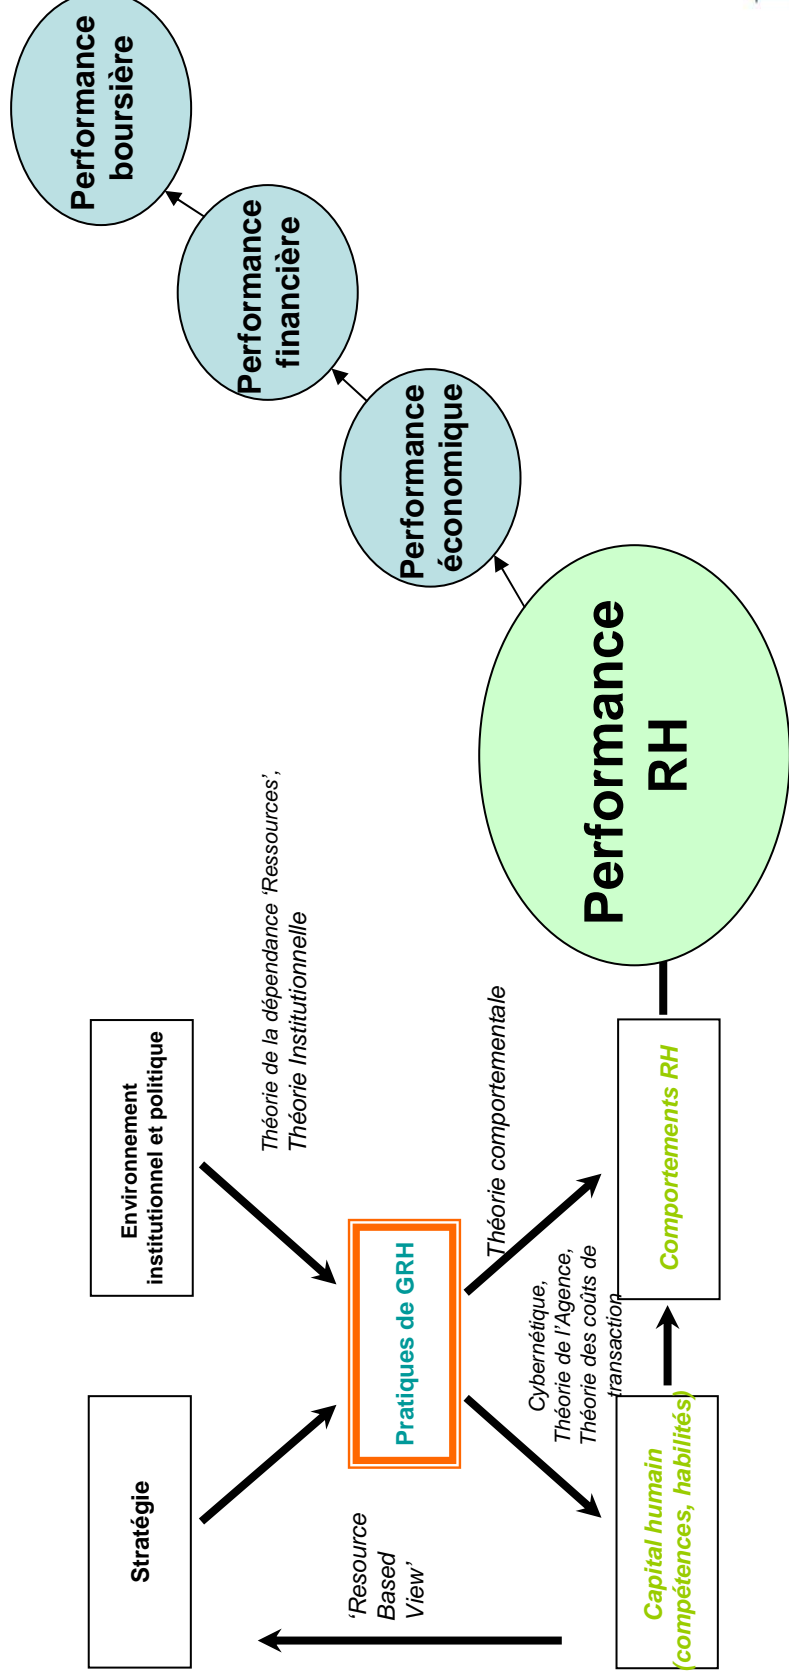 Stratégie
Environnement
institutionnel et politique
Théorie de la dépendance ‘Ressources’,
Théorie Institutionnelle
‘Resource
Based
View’
Pratiques de GRH
Cybernétique,
Théorie de l’Agence,
Théorie des coûts de
transaction
Théorie comportementale
Capital humain
(compétences, habilités)
Comportements RH
Performance
RH
Performance
économique
Performance
financière
Performance
boursière